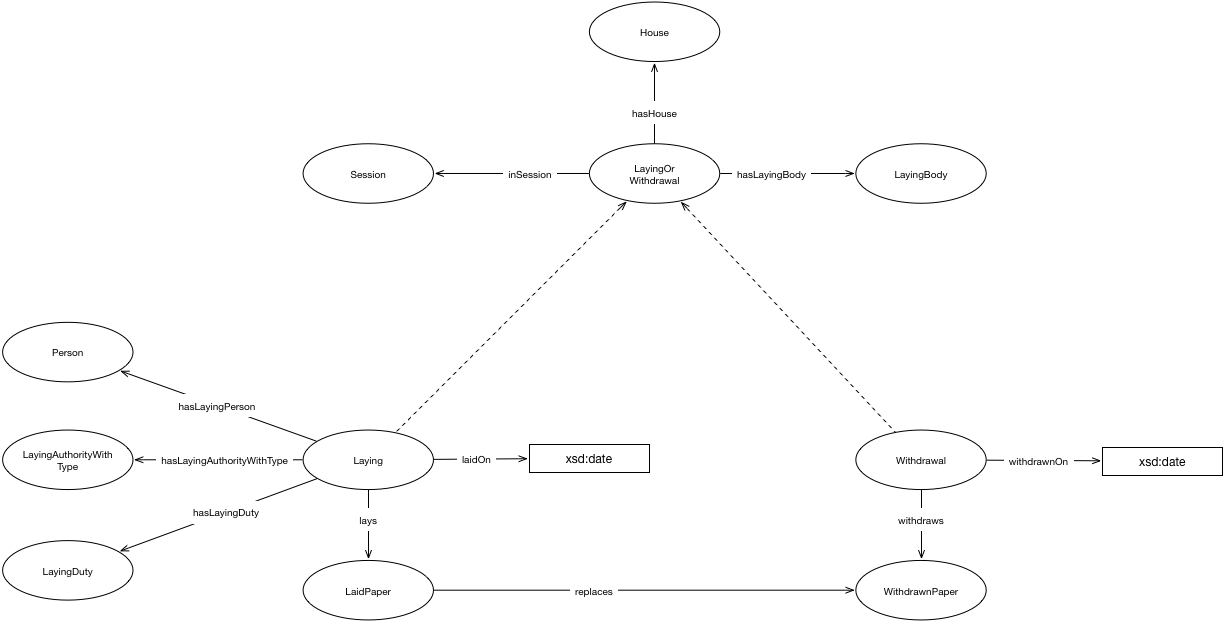 House
hasHouse
Session
inSession
LayingOr
Withdrawal
hasLayingBody
LayingBody
Person
hasLayingPerson
LayingAuthorityWith
Type
hasLayingAuthorityWithType
Laying
laidOn
xsd:date
Withdrawal
withdrawnOn
xsd:date
hasLayingDuty
lays
withdraws
LayingDuty
LaidPaper
replaces
WithdrawnPaper